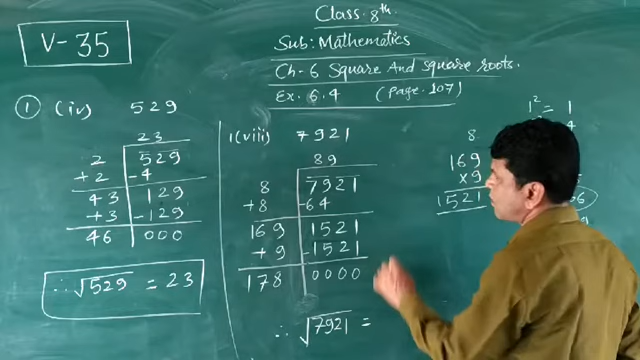 V-35
Class. 8th.
Sub: Mathematics
Ch-6 Square And square roots.
Ex. 6.4 (Page. 107)
① (iv) 529
23
2 529
+2 -4
43 129
+3 -129
46 000
∴ √529 = 23
1(viii) 7921
89
8 7921
+8 -64
169 1521
+9 -1521
178 0000
∴ √7921 =
8
169
×9
1521
1² = 1
4